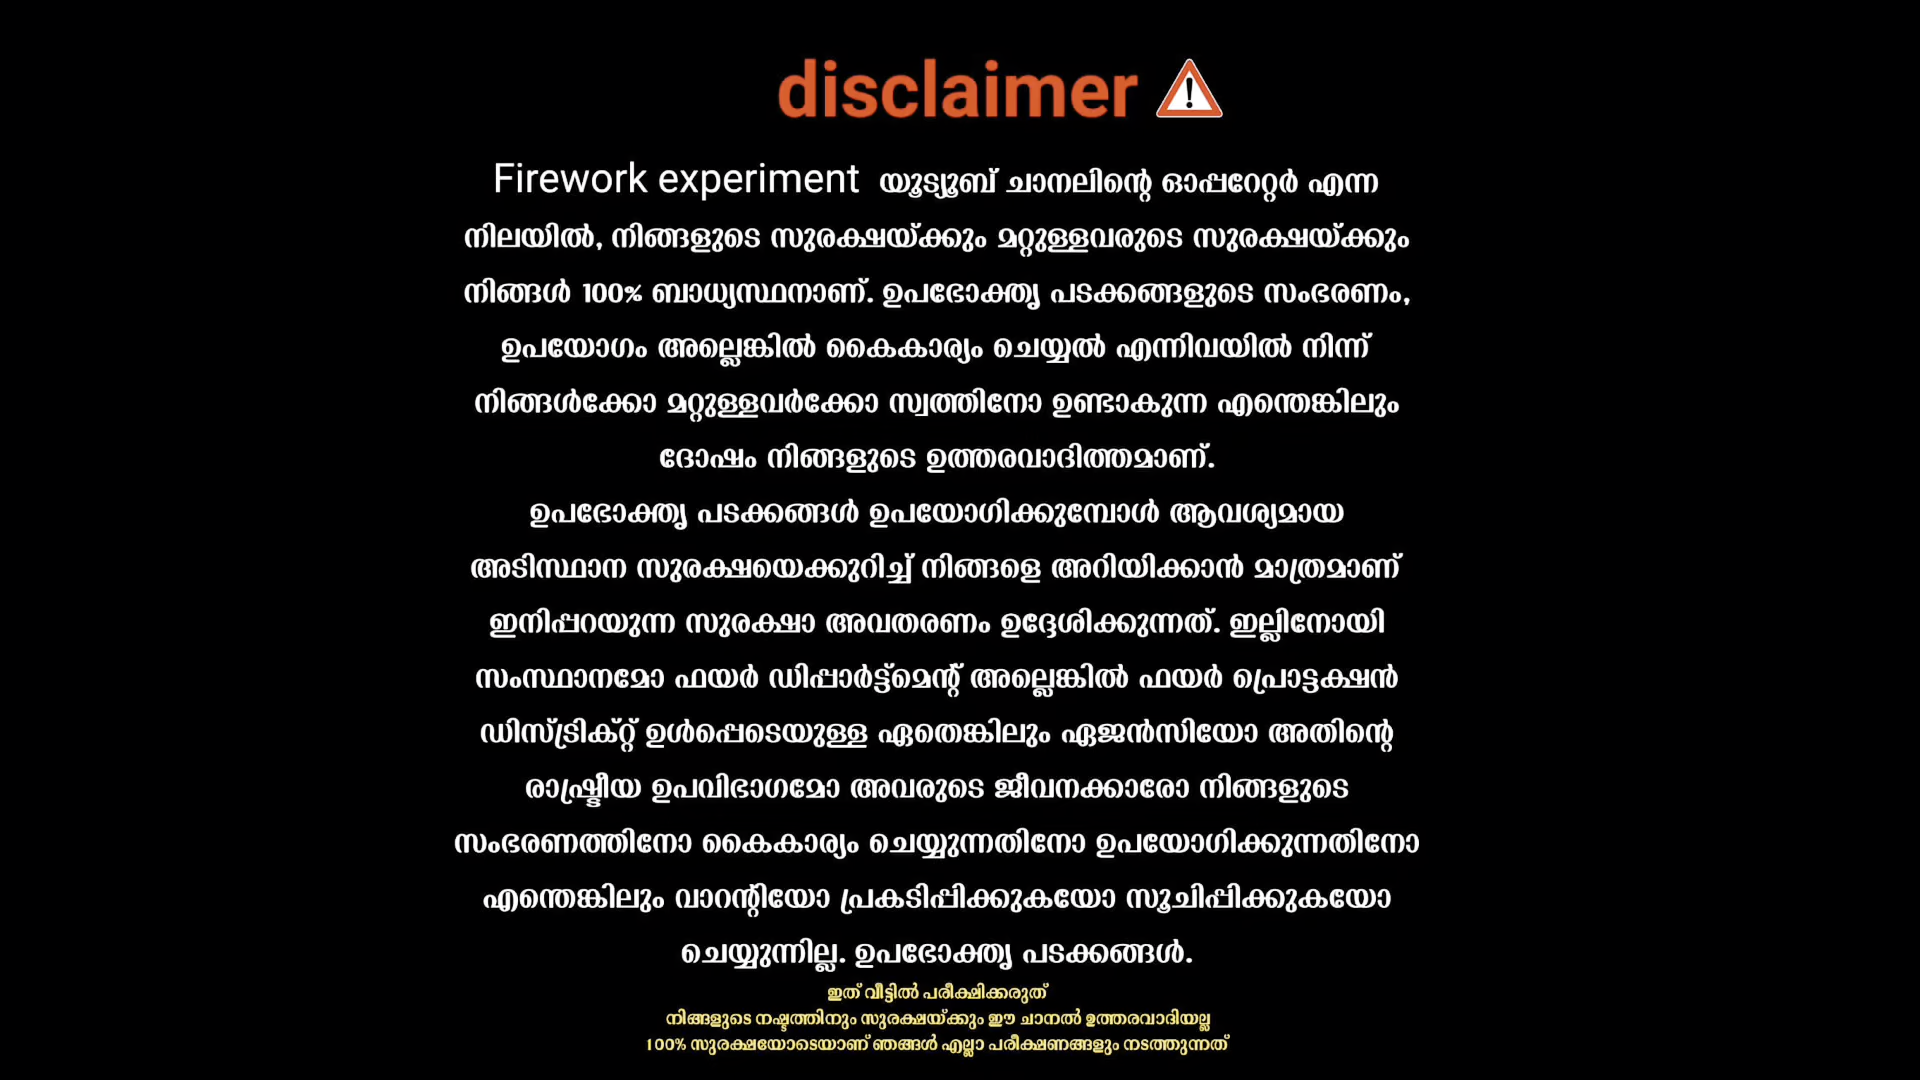 disclaimer
Firework experiment യൂട്യൂബ് ചാനലിന്റെ ഓപ്പറേറ്റർ എന്ന
നിലയിൽ, നിങ്ങളുടെ സുരക്ഷയ്ക്കും മറ്റുള്ളവരുടെ സുരക്ഷയ്ക്കും
നിങ്ങൾ 100% ബാധ്യസ്ഥനാണ്. ഉപഭോക്തൃ പടക്കങ്ങളുടെ സംഭരണം,
ഉപയോഗം അല്ലെങ്കിൽ കൈകാര്യം ചെയ്യൽ എന്നിവയിൽ നിന്ന്
നിങ്ങൾക്കോ മറ്റുള്ളവർക്കോ സ്വത്തിനോ ഉണ്ടാകുന്ന എന്തെങ്കിലും
ദോഷം നിങ്ങളുടെ ഉത്തരവാദിത്തമാണ്.
ഉപഭോക്തൃ പടക്കങ്ങൾ ഉപയോഗിക്കുമ്പോൾ ആവശ്യമായ
അടിസ്ഥാന സുരക്ഷയെക്കുറിച്ച് നിങ്ങളെ അറിയിക്കാൻ മാത്രമാണ്
ഇനിപ്പറയുന്ന സുരക്ഷാ അവതരണം ഉദ്ദേശിക്കുന്നത്. ഇല്ലിനോയി
സംസ്ഥാനമോ ഫയർ ഡിപ്പാർട്ട്മെന്റ് അല്ലെങ്കിൽ ഫയർ പ്രൊട്ടക്ഷൻ
ഡിസ്ട്രിക്റ്റ് ഉൾപ്പെടെയുള്ള ഏതെങ്കിലും ഏജൻസിയോ അതിന്റെ
രാഷ്ട്രീയ ഉപവിഭാഗമോ അവരുടെ ജീവനക്കാരോ നിങ്ങളുടെ
സംഭരണത്തിനോ കൈകാര്യം ചെയ്യുന്നതിനോ ഉപയോഗിക്കുന്നതിനോ
എന്തെങ്കിലും വാറന്റിയോ പ്രകടിപ്പിക്കുകയോ സൂചിപ്പിക്കുകയോ
ചെയ്യുന്നില്ല. ഉപഭോക്തൃ പടക്കങ്ങൾ.
ഇത് വീട്ടിൽ പരീക്ഷിക്കരുത്
നിങ്ങളുടെ നഷ്ടത്തിനും സുരക്ഷയ്ക്കും ഈ ചാനൽ ഉത്തരവാദിയല്ല
100% സുരക്ഷയോടെയാണ് ഞങ്ങൾ എല്ലാ പരീക്ഷണങ്ങളും നടത്തുന്നത്